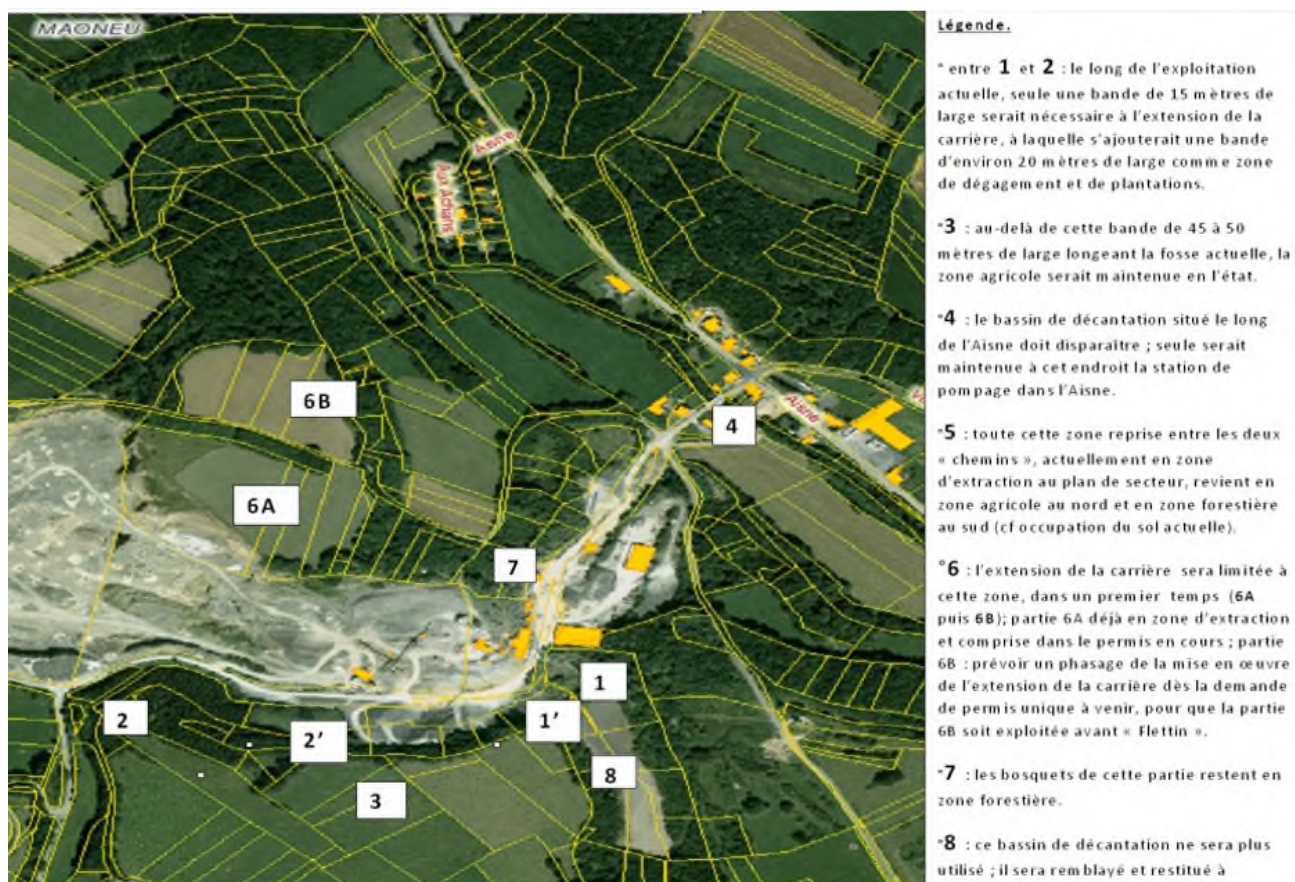 MAGNEU
Aisne
Aux Achans
6B
4
Aisne
6A
7
1
2
1'
2'
8
3
Légende.
° entre 1 et 2 : le long de l'exploitation
actuelle, seule une bande de 15 mètres de
large serait nécessaire à l'extension de la
carrière, à laquelle s'ajouterait une bande
d'environ 20 mètres de large comme zone
de dégagement et de plantations.
°3 : au-delà de cette bande de 45 à 50
mètres de large longeant la fosse actuelle, la
zone agricole serait maintenue en l'état.
°4 : le bassin de décantation situé le long
de l'Aisne doit disparaître ; seule serait
maintenue à cet endroit la station de
pompage dans l'Aisne.
°5 : toute cette zone reprise entre les deux
« chemins », actuellement en zone
d'extraction au plan de secteur, revient en
zone agricole au nord et en zone forestière
au sud (cf occupation du sol actuelle).
°6 : l'extension de la carrière sera limitée à
cette zone, dans un premier temps (6A
puis 6B); partie 6A déjà en zone d'extraction
et comprise dans le permis en cours ; partie
6B : prévoir un phasage de la mise en œuvre
de l'extension de la carrière dès la demande
de permis unique à venir, pour que la partie
6B soit exploitée avant « Flettin ».
°7 : les bosquets de cette partie restent en
zone forestière.
°8 : ce bassin de décantation ne sera plus
utilisé ; il sera remblayé et restitué à